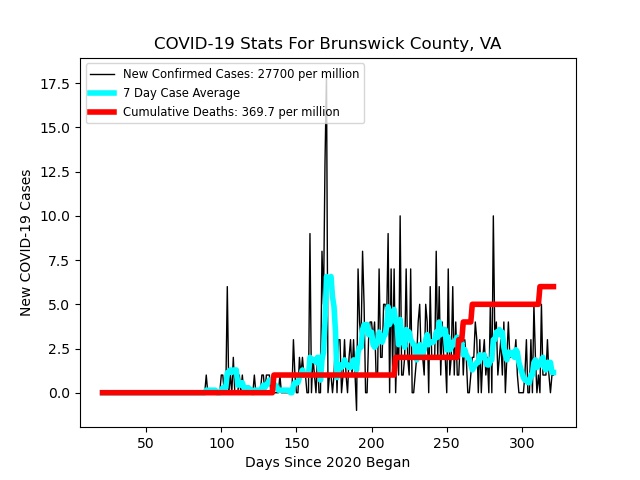 COVID-19 Stats For Brunswick County, VA
New Confirmed Cases: 27700 per million
7 Day Case Average
Cumulative Deaths: 369.7 per million
New COVID-19 Cases
17.5
15.0
12.5
10.0
7.5
5.0
2.5
0.0
50 100 150 200 250 300
Days Since 2020 Began